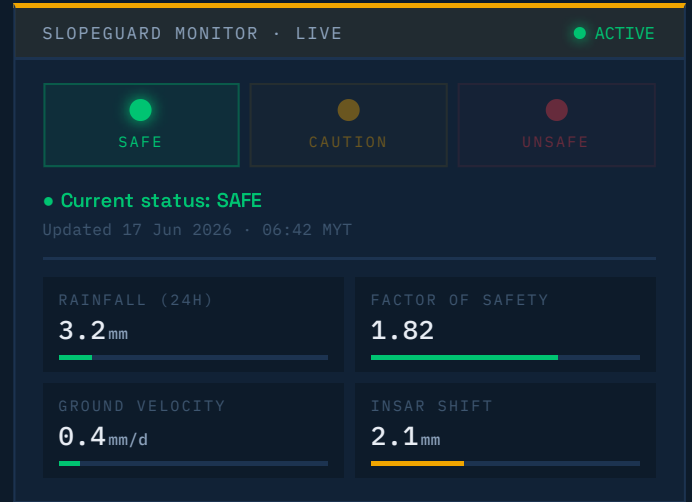 SLOPEGUARD MONITOR · LIVE
ACTIVE
SAFE
CAUTION
UNSAFE
● Current status: SAFE
Updated 17 Jun 2026 · 06:42 MYT
RAINFALL (24H)
3.2mm
FACTOR OF SAFETY
1.82
GROUND VELOCITY
0.4mm/d
INSAR SHIFT
2.1mm